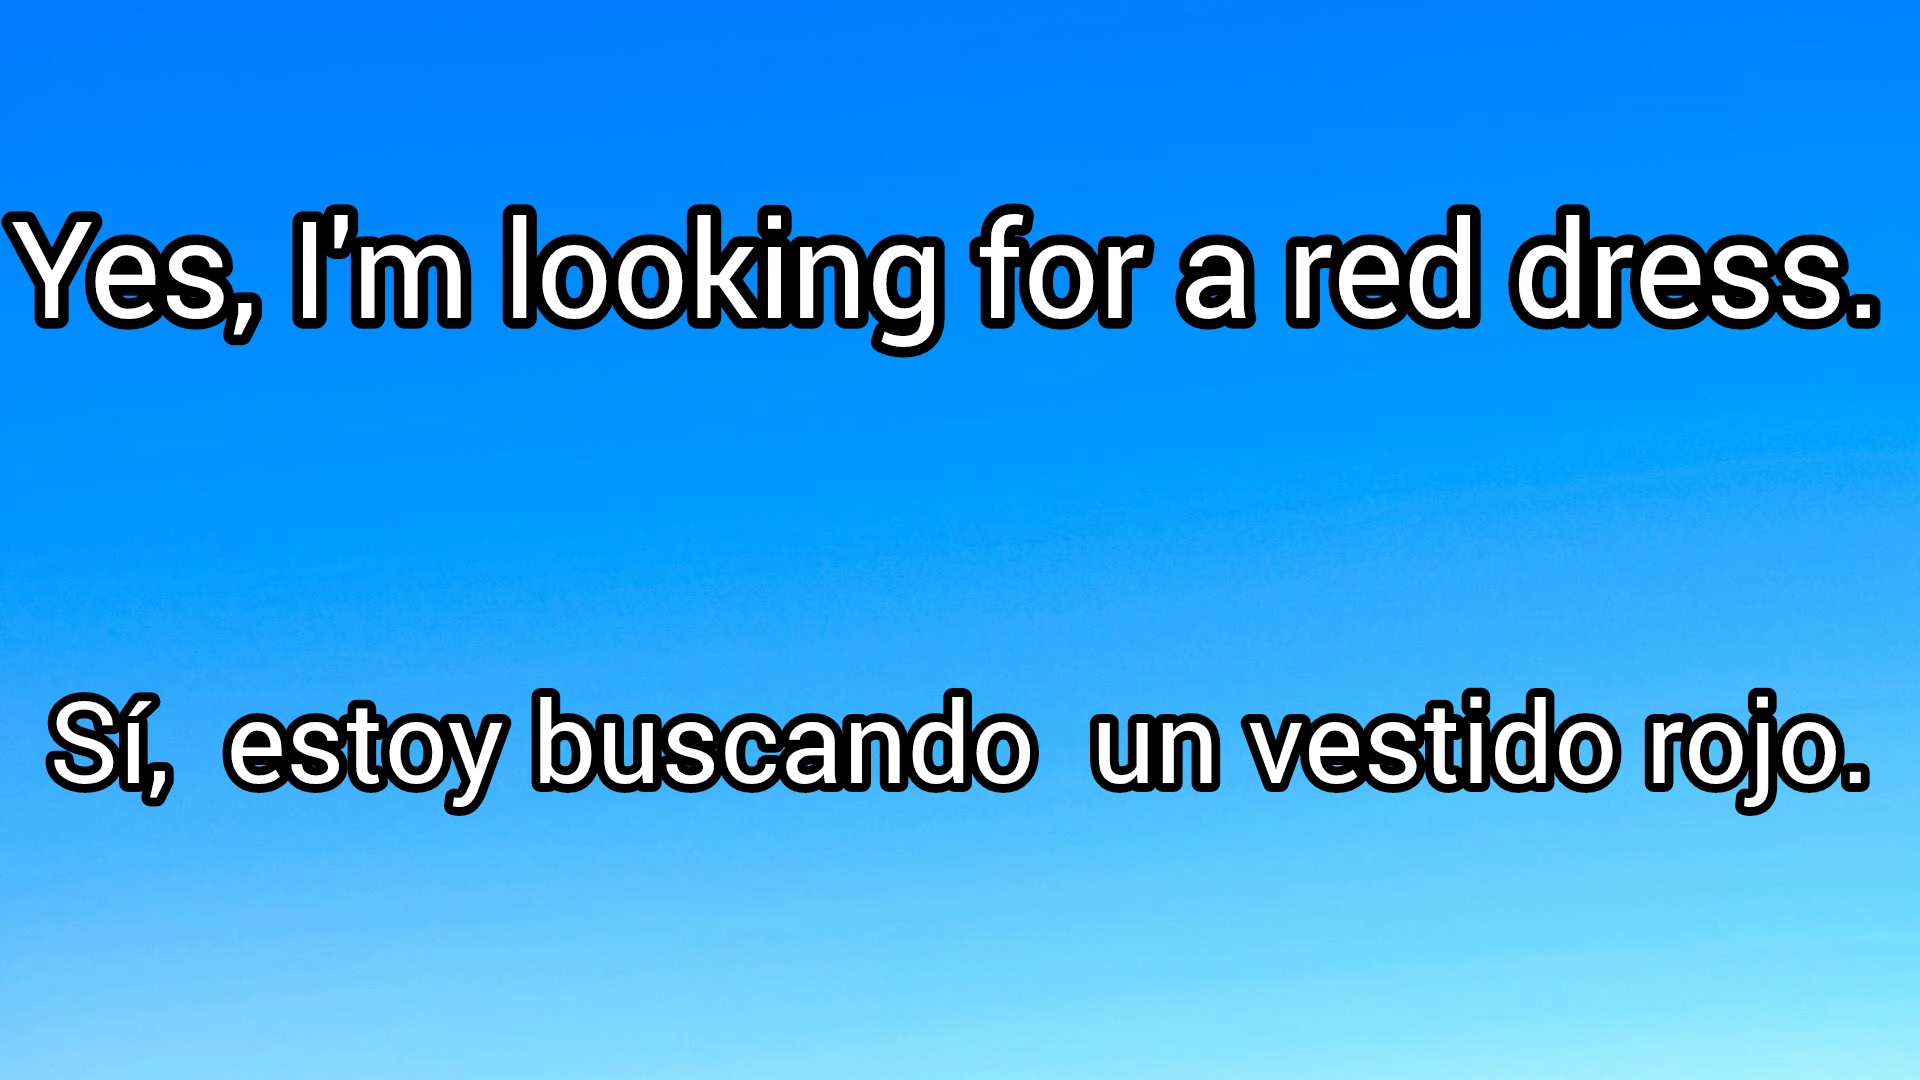 Yes, I'm looking for a red dress.
Sí,  estoy buscando  un vestido rojo.